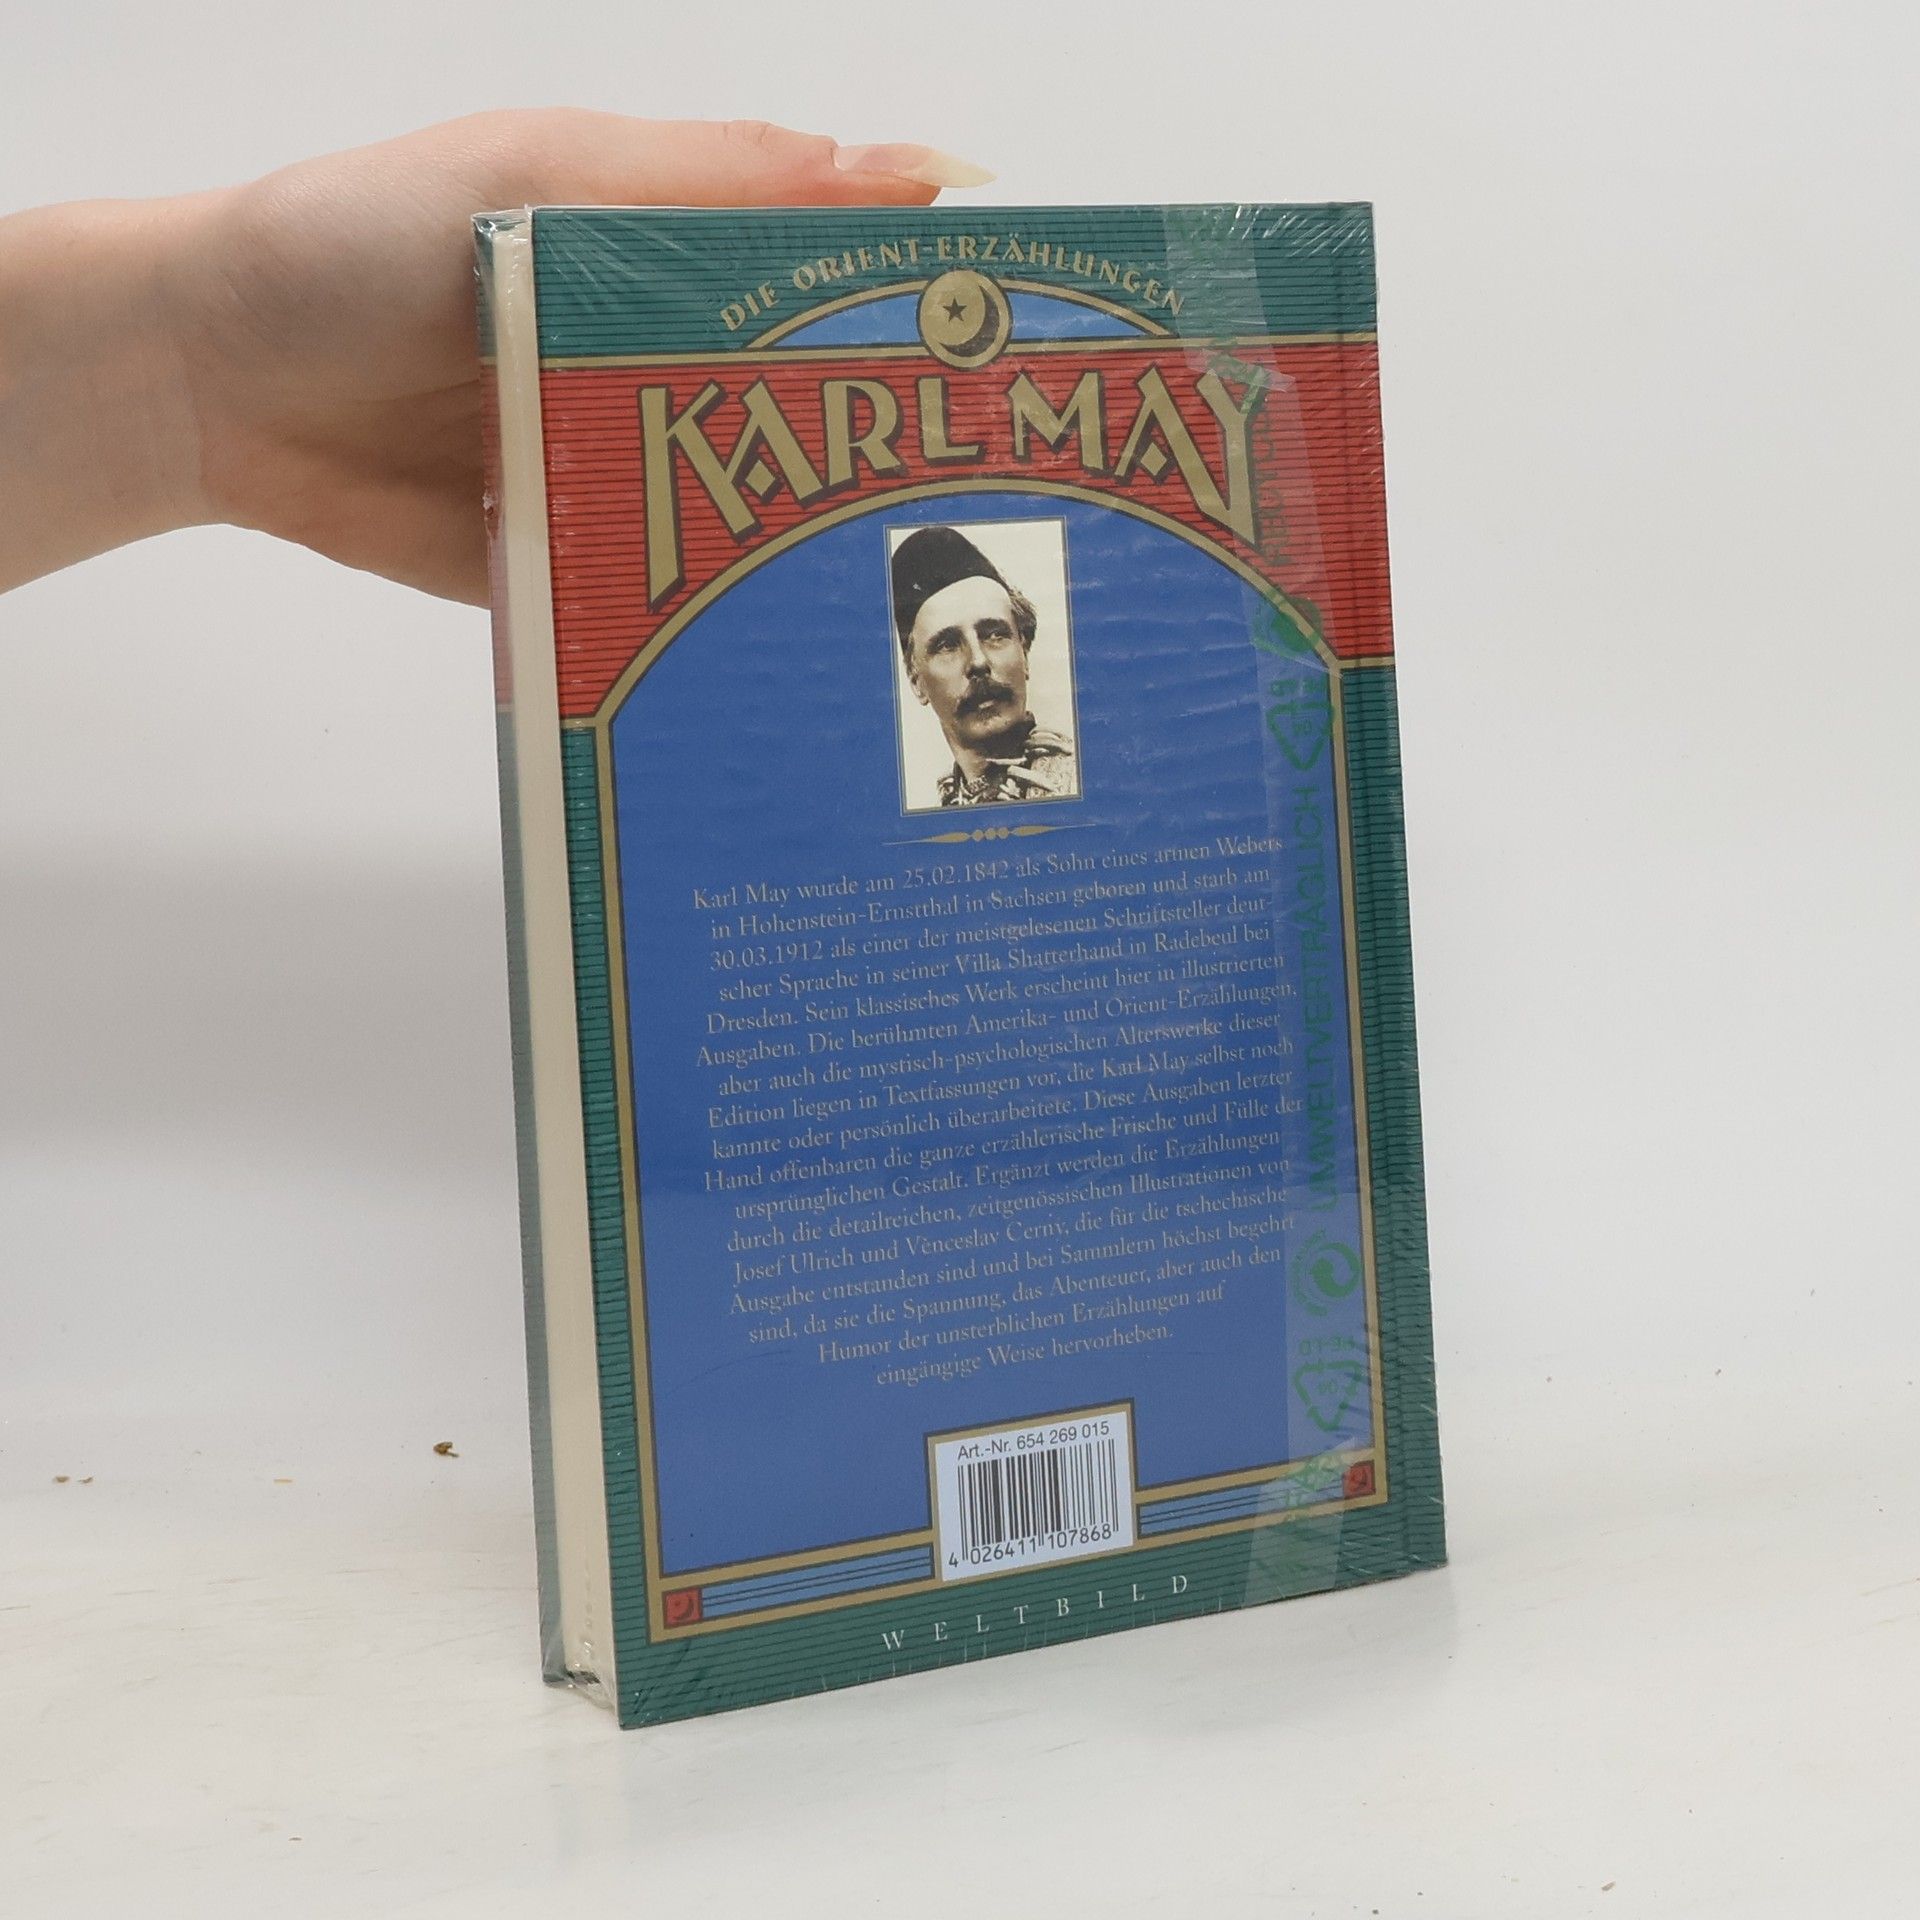 DIE ORIENT-ERZÄHLUNGEN
KARL MAY
Karl May wurde am 25.02.1842 als Sohn eines armen Webers
in Hohenstein-Ernstthal in Sachsen geboren und starb am
30.03.1912 als einer der meistgelesenen Schriftsteller deut-
scher Sprache in seiner Villa Shatterhand in Radebeul bei
Dresden. Sein klassisches Werk erscheint hier in illustrierten
Ausgaben. Die berühmten Amerika- und Orient-Erzählungen,
aber auch die mystisch-psychologischen Alterswerke dieser
Edition liegen in Textfassungen vor, die Karl May selbst noch
kannte oder persönlich überarbeitete. Diese Ausgaben letzter
Hand offenbaren die ganze erzählerische Frische und Fülle der
ursprünglichen Gestalt. Ergänzt werden die Erzählungen
durch die detailreichen, zeitgenössischen Illustrationen von
Josef Ulrich und Vènceslav Cerný, die für die tschechische
Ausgabe entstanden sind und bei Sammlern höchst begehrt
sind, da sie die Spannung, das Abenteuer, aber auch den
Humor der unsterblichen Erzählungen auf
eingängige Weise hervorheben.
Art.-Nr. 654 269 015
4 026411 107868
WELTBILD
UMWELTVERTRÄGLICH